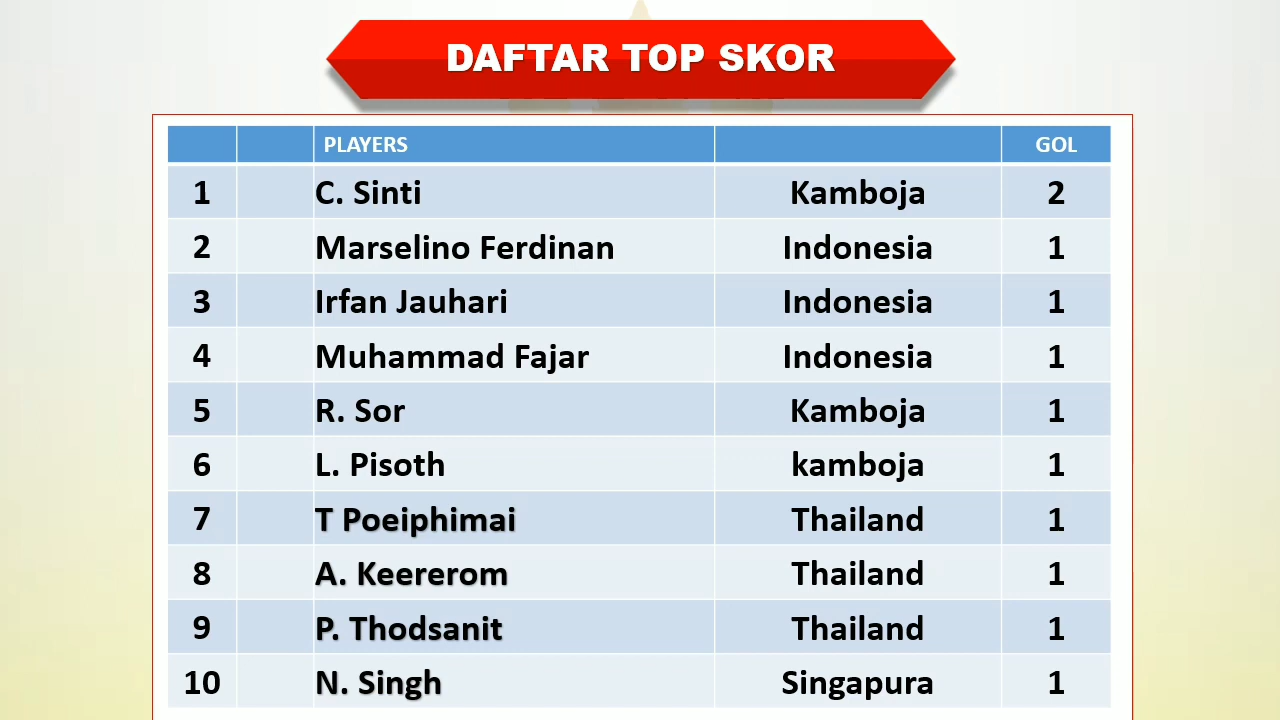 DAFTAR TOP SKOR
PLAYERS GOL
1 C. Sinti Kamboja 2
2 Marselino Ferdinan Indonesia 1
3 Irfan Jauhari Indonesia 1
4 Muhammad Fajar Indonesia 1
5 R. Sor Kamboja 1
6 L. Pisoth kamboja 1
7 T Poeiphimai Thailand 1
8 A. Keererom Thailand 1
9 P. Thodsanit Thailand 1
10 N. Singh Singapura 1